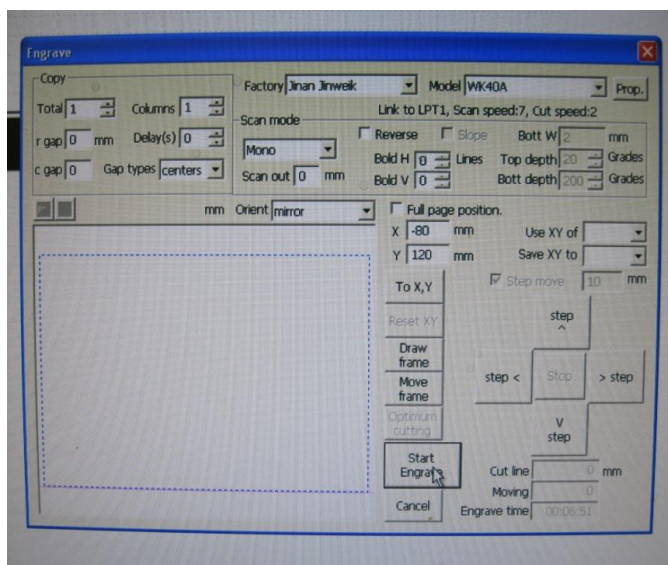 Engrave
Copy
Total 1 Columns 1
r gap 0 mm Delay(s) 0
c gap 0 Gap types centers
Factory Jinan Jinweik Model WK40A Prop.
Link to LPT1, Scan speed:7, Cut speed:2
Scan mode
Mono
Scan out 0 mm
Reverse Slope Bott W 2 mm
Bold H 0 Lines Top depth 20 Grades
Bold V 0 Bott depth 200 Grades
mm Orient mirror
Full page position.
X -80 mm Use XY of
Y 120 mm Save XY to
To X,Y Step move 10 mm
Reset XY
Draw
frame
Move
frame
Optimum
cutting
step
^
step < Stop > step
V
step
Start
Engrave
Cancel
Cut line 0 mm
Moving 0
Engrave time 00:06:51